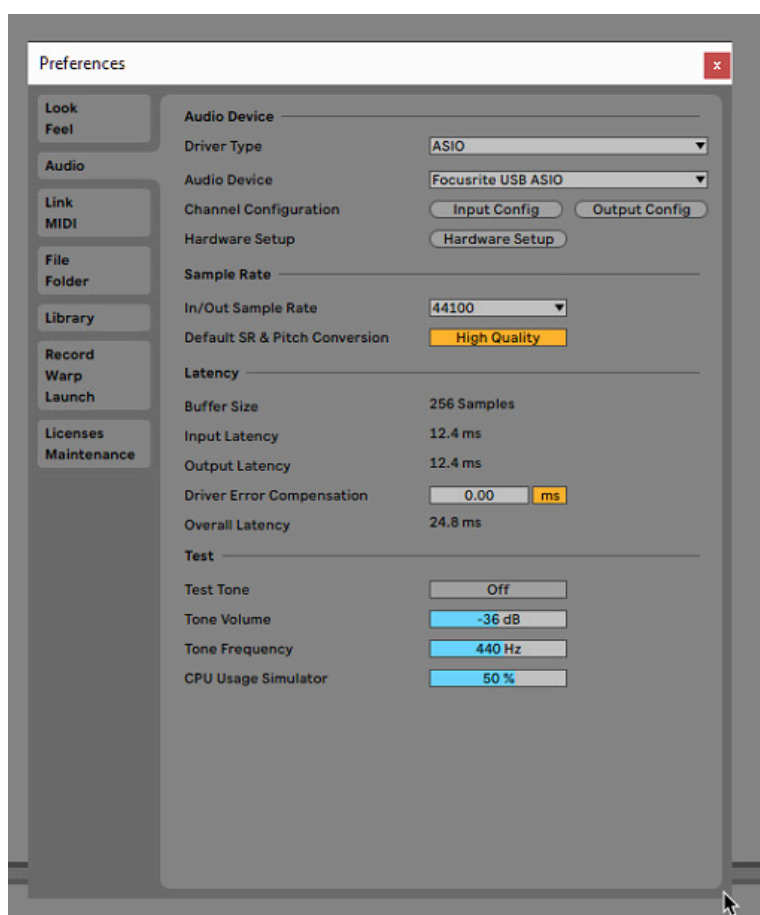 Preferences
x
Look
Feel
Audio
Link
MIDI
File
Folder
Library
Record
Warp
Launch
Licenses
Maintenance
Audio Device
Driver Type ASIO
Audio Device Focusrite USB ASIO
Channel Configuration Input Config Output Config
Hardware Setup Hardware Setup
Sample Rate
In/Out Sample Rate 44100
Default SR & Pitch Conversion High Quality
Latency
Buffer Size 256 Samples
Input Latency 12.4 ms
Output Latency 12.4 ms
Driver Error Compensation 0.00 ms
Overall Latency 24.8 ms
Test
Test Tone Off
Tone Volume -36 dB
Tone Frequency 440 Hz
CPU Usage Simulator 50 %